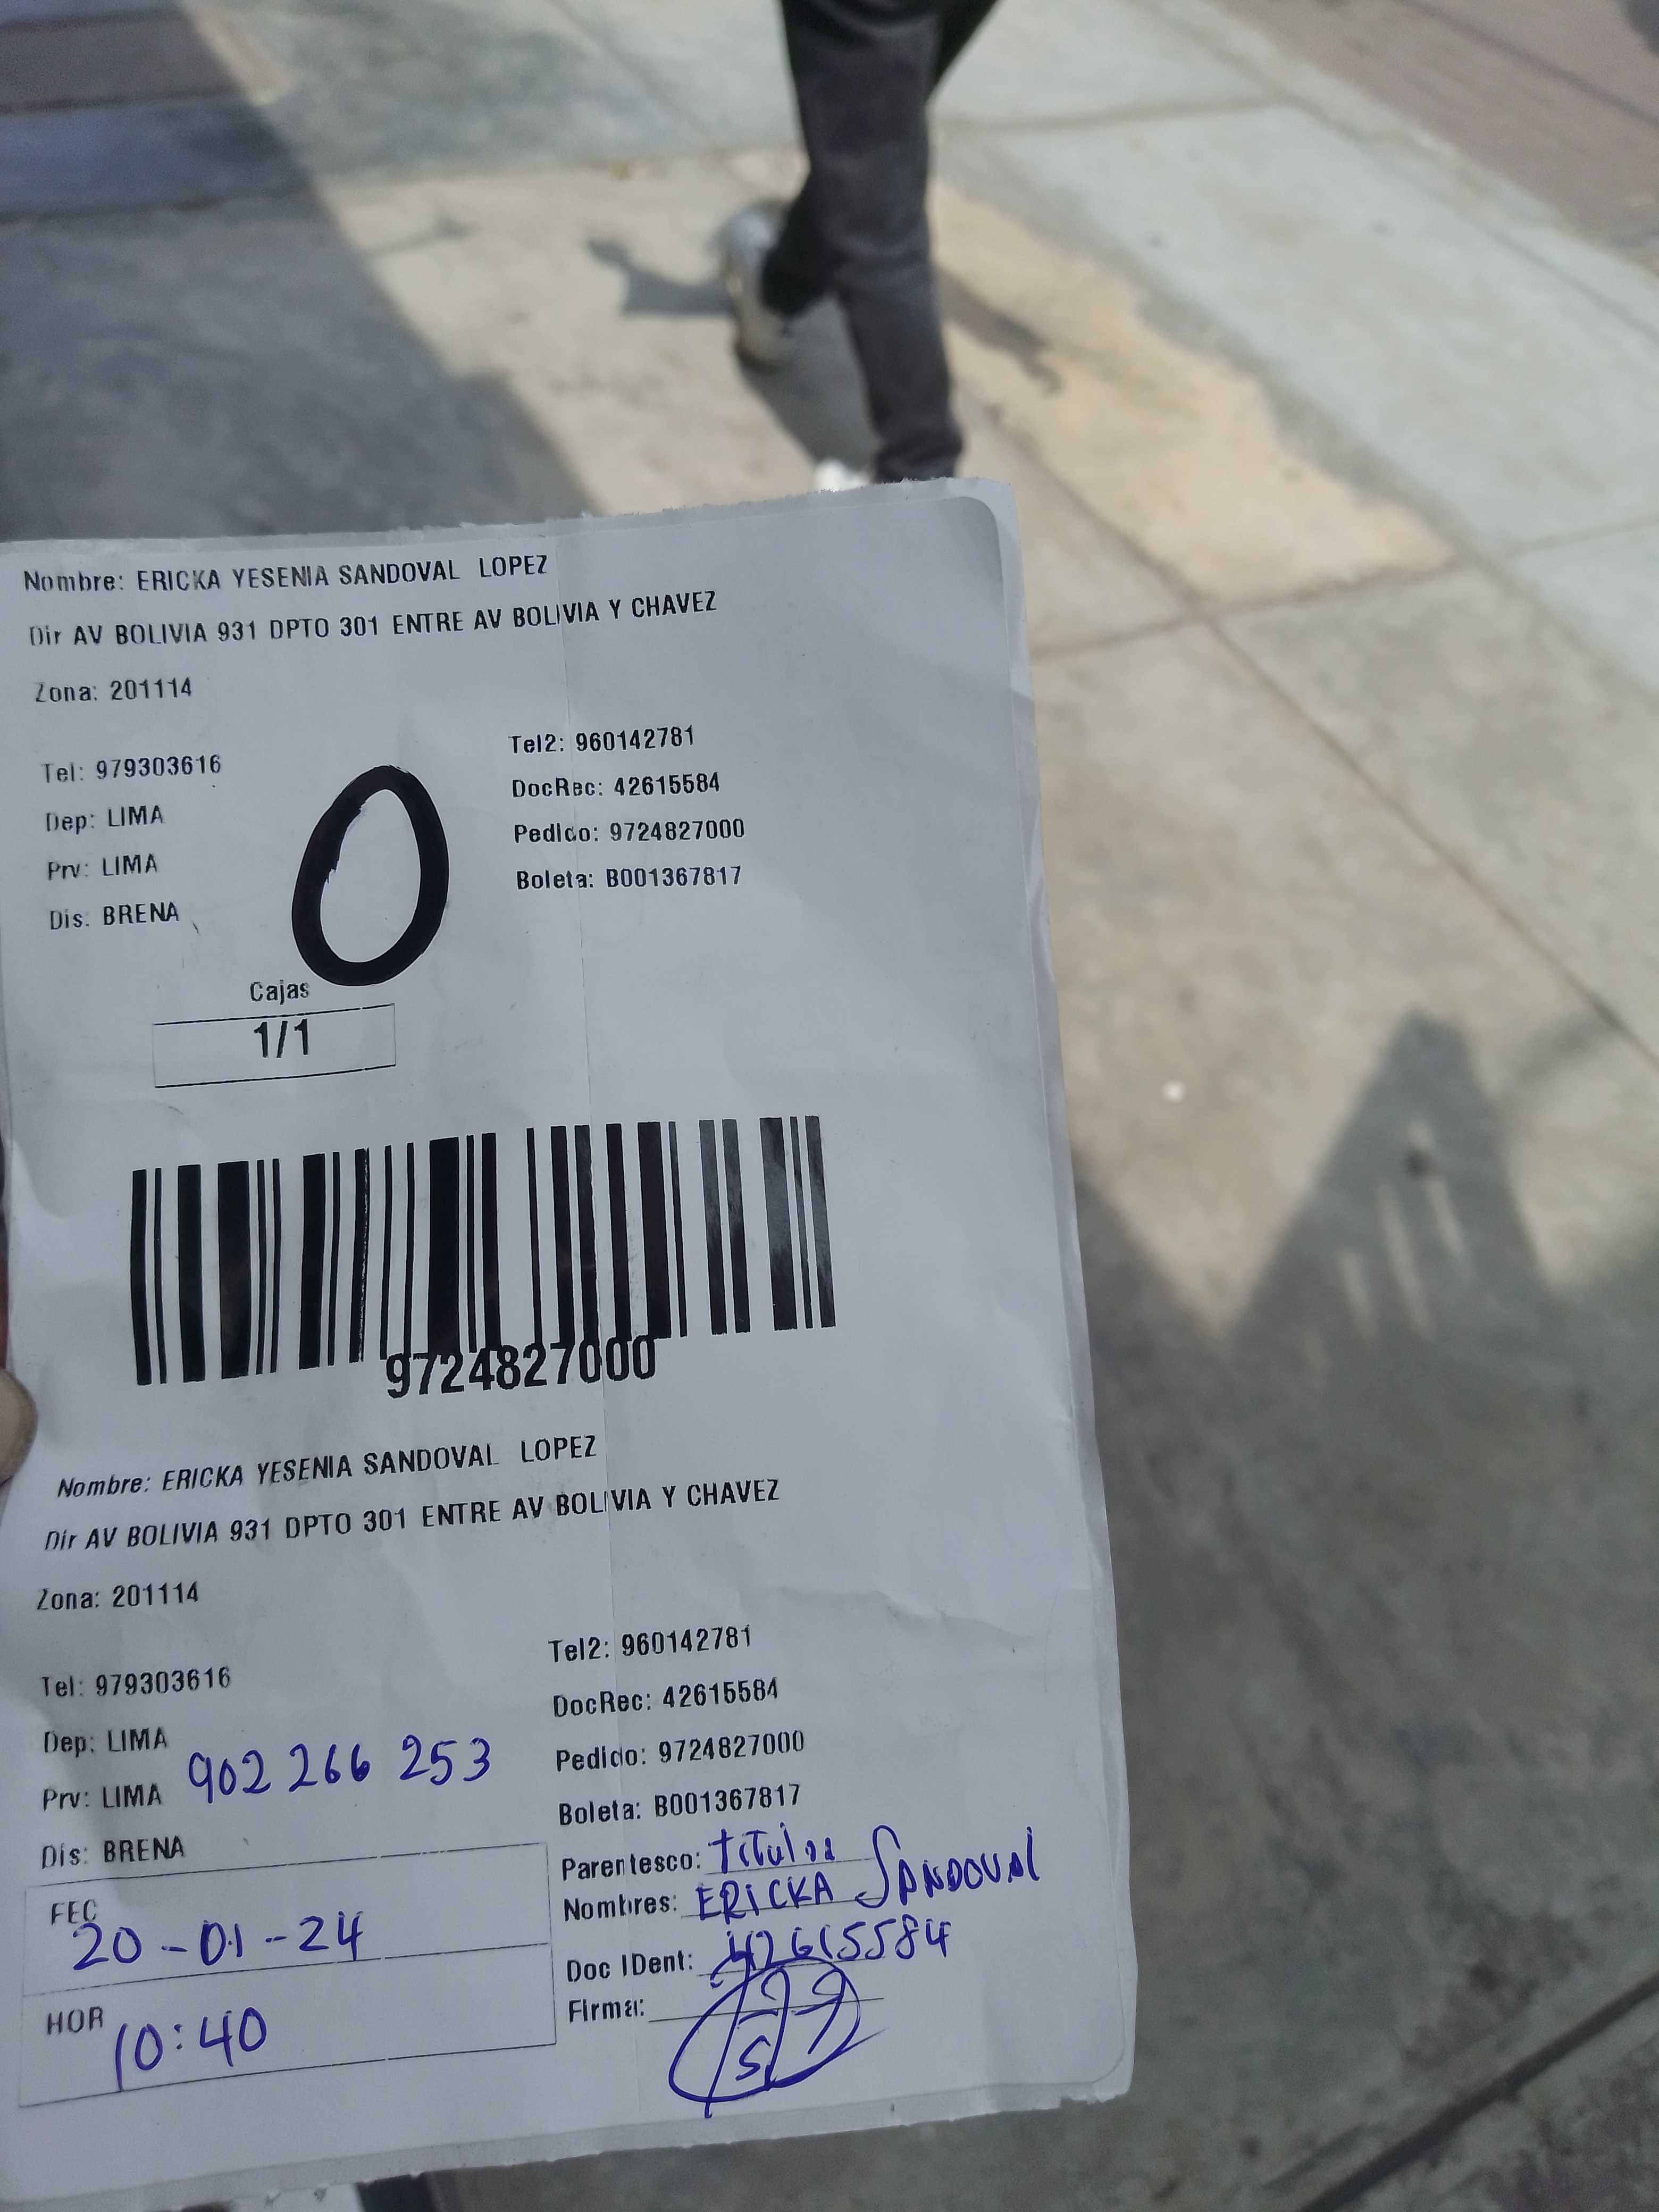 Nombre: ERICKA YESENIA SANDOVAL LOPEZ
Dir AV BOLIVIA 931 DPTO 301 ENTRE AV BOLIVIA Y CHAVEZ
Zona: 201114
Tel: 979303616
Dep: LIMA
Prv: LIMA
Dis: BRENA
Tel2: 960142781
DocRec: 42615584
Pedido: 9724827000
Boleta: B001367817
O
Cajas
1/1
9724827000
Nombre: ERICKA YESENIA SANDOVAL LOPEZ
Dir AV BOLIVIA 931 DPTO 301 ENTRE AV BOLIVIA Y CHAVEZ
Zona: 201114
Tel: 979303616
Dep: LIMA
Prv: LIMA
902 266 253
Dis: BRENA
Tel2: 960142781
DocRec: 42615584
Pedido: 9724827000
Boleta: B001367817
Parentesco: titular
Nombres: ERICKA SANDOVAL
Doc IDent: 42615584
Firma:
FEC
20-01-24
HOR
10:40